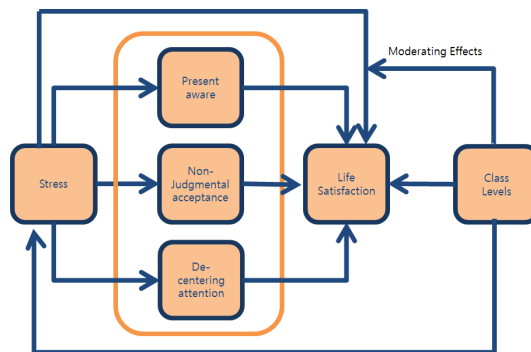 Moderating Effects
Present
aware
Stress
Non-
Judgmental
acceptance
Life
Satisfaction
Class
Levels
De-
centering
attention